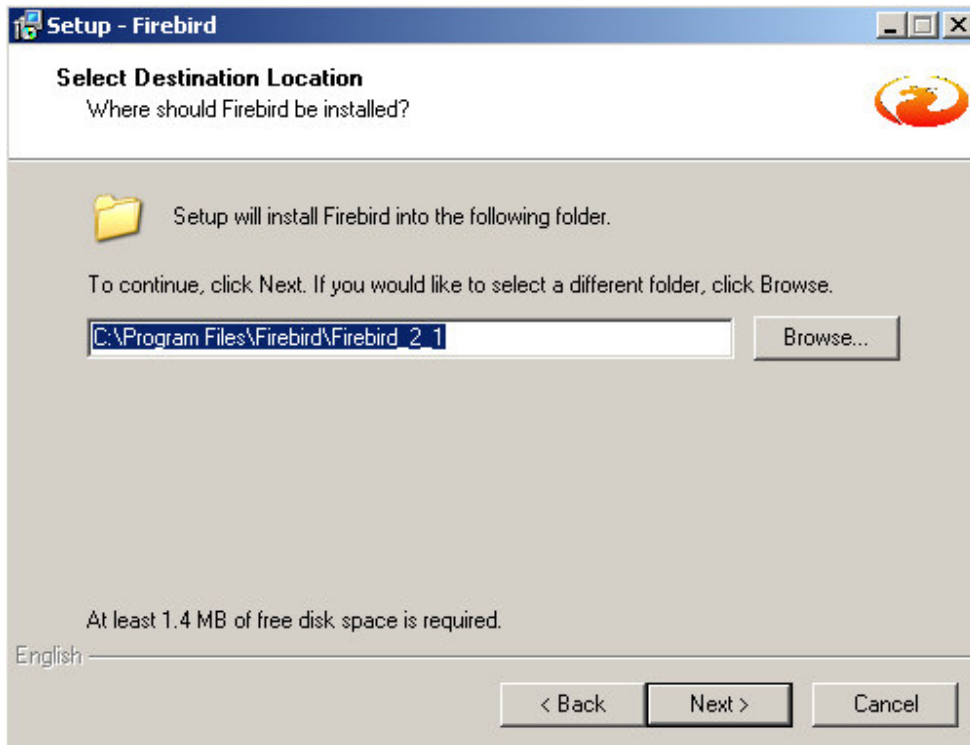 Setup - Firebird
Select Destination Location
Where should Firebird be installed?
Setup will install Firebird into the following folder.
To continue, click Next. If you would like to select a different folder, click Browse.
C:\Program Files\Firebird\Firebird_2_1
Browse...
At least 1.4 MB of free disk space is required.
English
< Back
Next >
Cancel